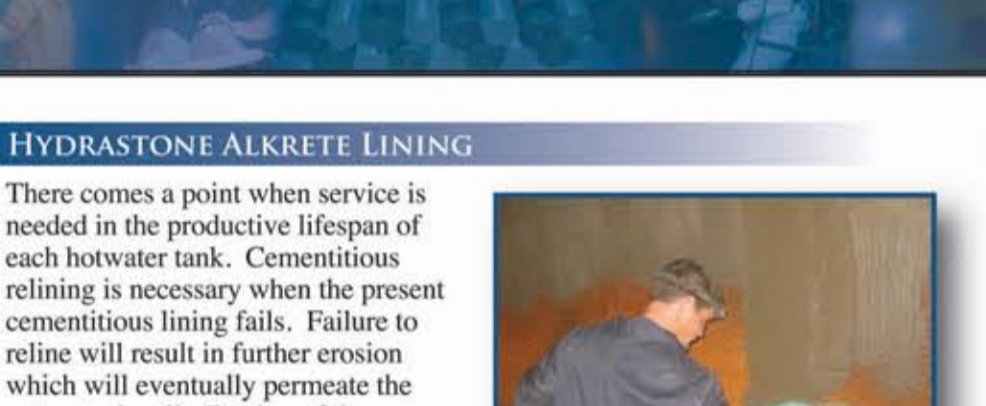 HYDRASTONE ALKRETE LINING
There comes a point when service is
needed in the productive lifespan of
each hotwater tank.  Cementitious
relining is necessary when the present
cementitious lining fails.  Failure to
reline will result in further erosion
which will eventually permeate the